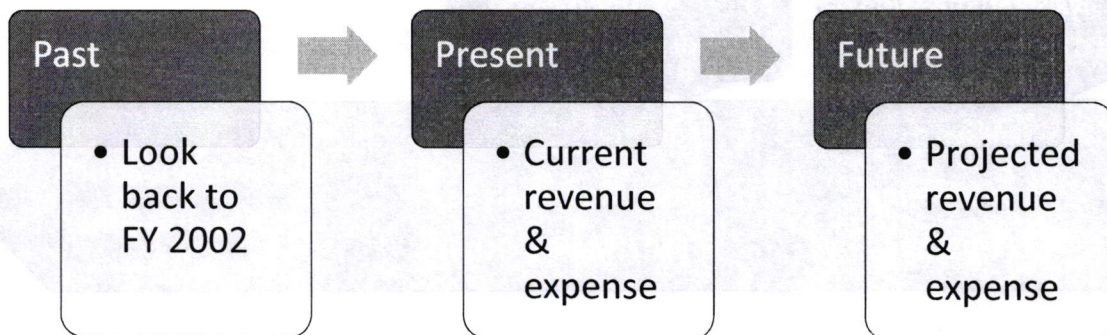 Past
• Look
back to
FY 2002
Present
• Current
revenue
&
expense
Future
• Projected
revenue
&
expense